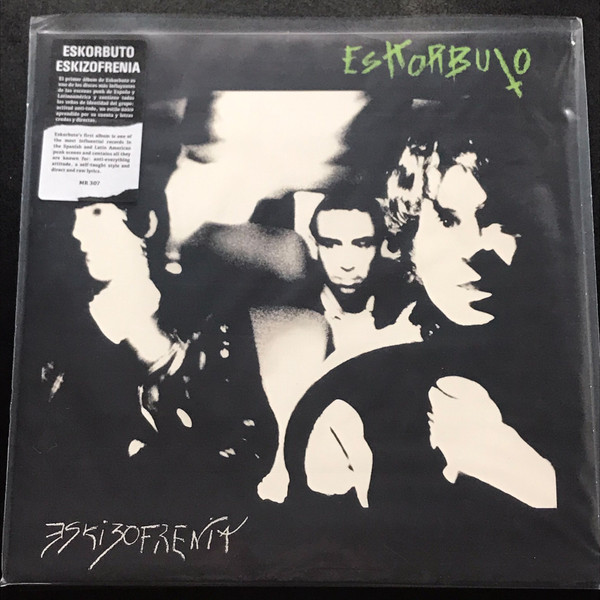 ESKORBUTO
ESKIZOFRENIA
El primer álbum de Eskorbuto es
uno de los discos más influyentes
de las escenas punk de España y
Latinoamérica y contiene todas
las señas de identidad del grupo:
actitud anti-todo, un estilo único
aprendido por su cuenta y letras
crudas y directas.
Eskorbuto's first album is one of
the most influential records in
the Spanish and Latin American
punk scenes and contains all they
are known for: anti-everything
attitude, a self-taught style and
direct and raw lyrics.
MR 307
ESKORBUTO
ESKIZOFRENIA